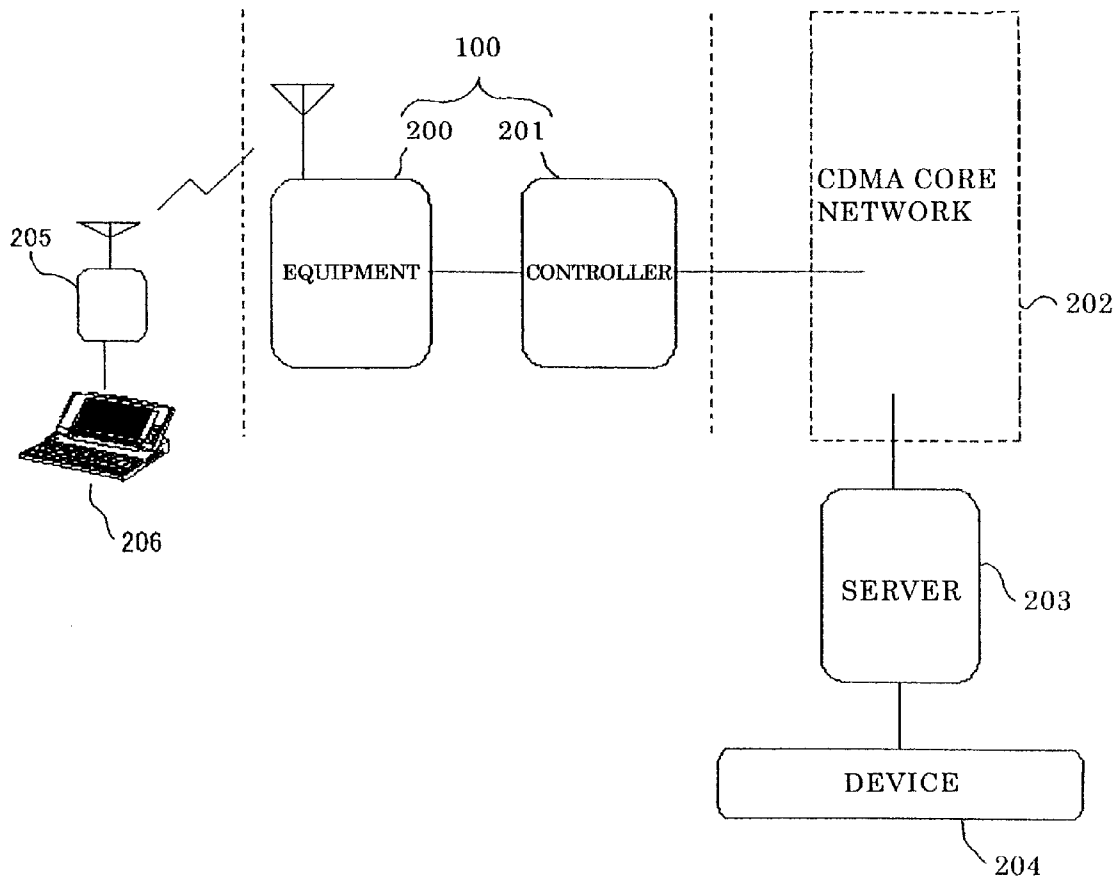 100
200
201
EQUIPMENT
CONTROLLER
CDMA CORE
NETWORK
202
205
206
SERVER
203
DEVICE
204